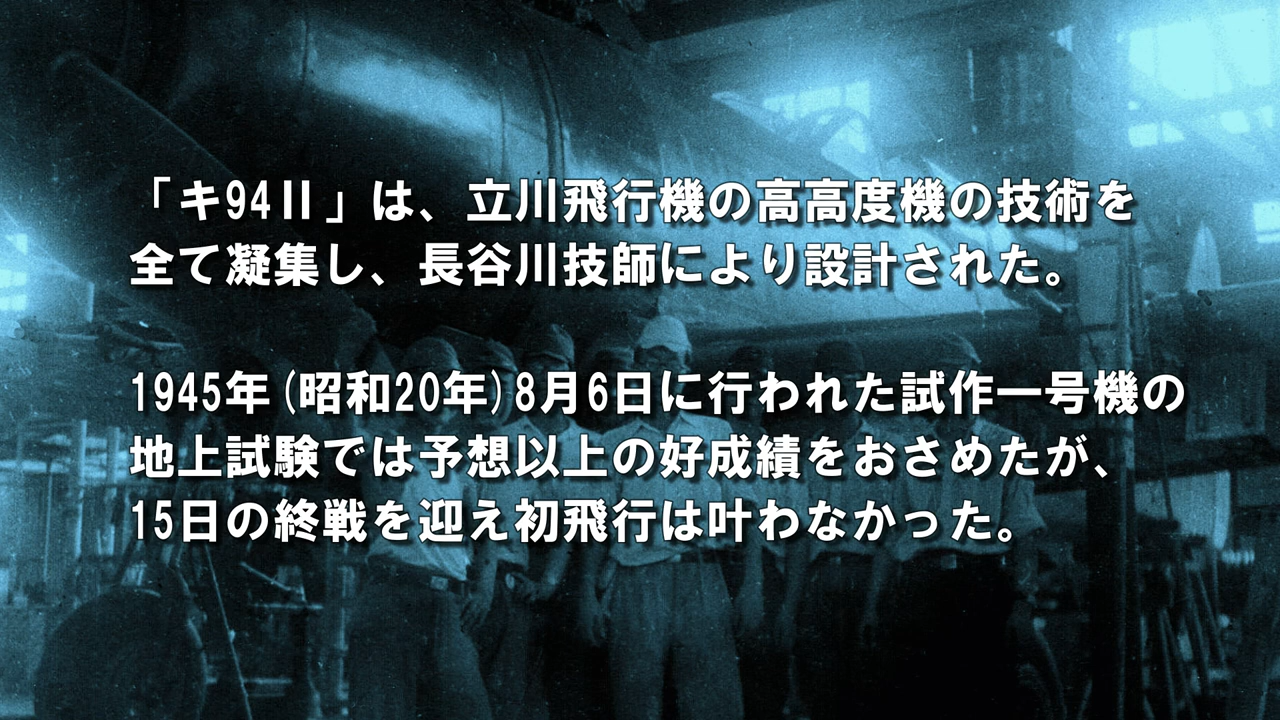 「キ94II」は、立川飛行機の高高度機の技術を
全て凝集し、長谷川技師により設計された。
1945年(昭和20年)8月6日に行われた試作一号機の
地上試験では予想以上の好成績をおさめたが、
15日の終戦を迎え初飛行は叶わなかった。